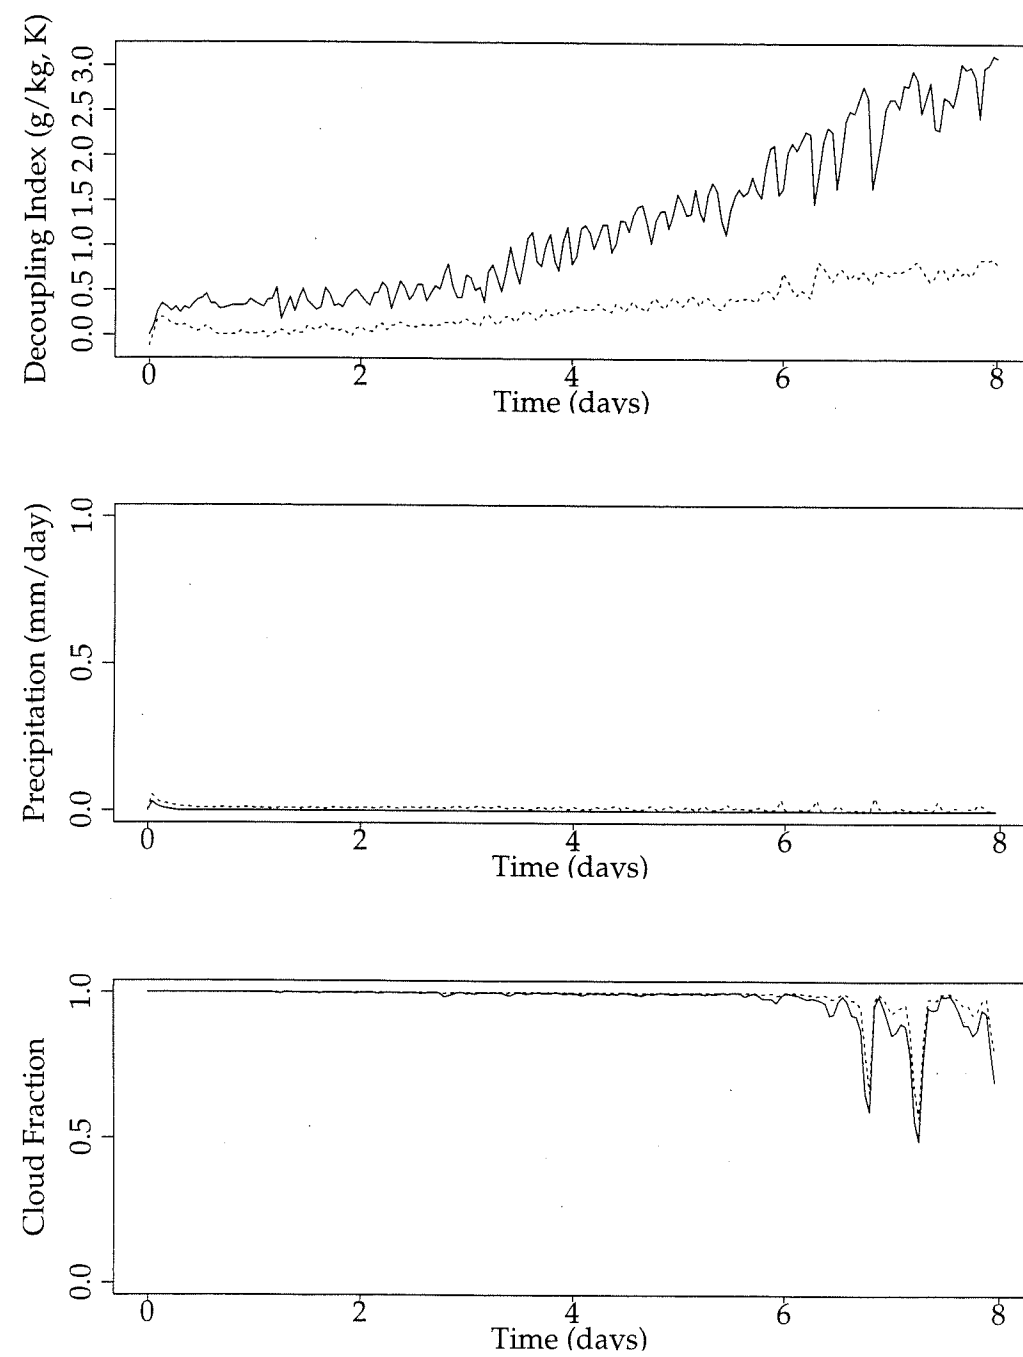 Decoupling Index (g/kg, K)
0.0 0.5 1.0 1.5 2.0 2.5 3.0
0 2 4 6 8
Time (days)
Precipitation (mm/day)
0.0 0.5 1.0
0 2 4 6 8
Time (days)
Cloud Fraction
0.0 0.5 1.0
0 2 4 6 8
Time (days)